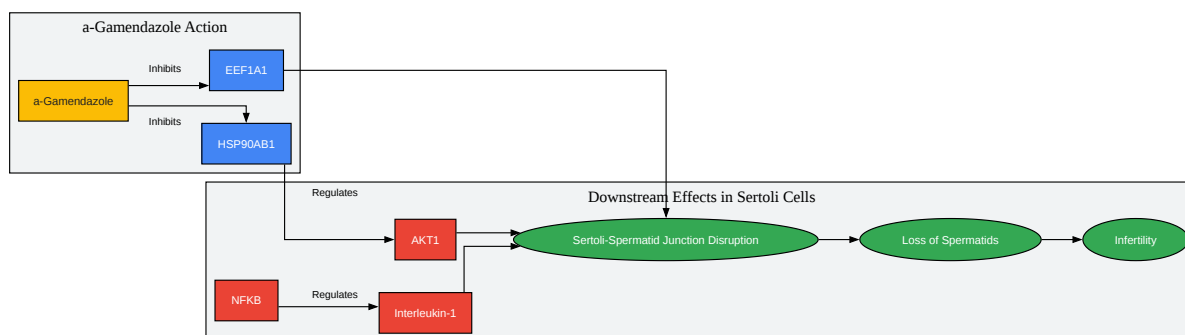 a-Gamendazole Action
Inhibits
EEF1A1
a-Gamendazole
Inhibits
HSP90AB1
Regulates
Downstream Effects in Sertoli Cells
AKT1
Sertoli-Spermatid Junction Disruption
Loss of Spermatids
Infertility
NFKB
Regulates
Interleukin-1